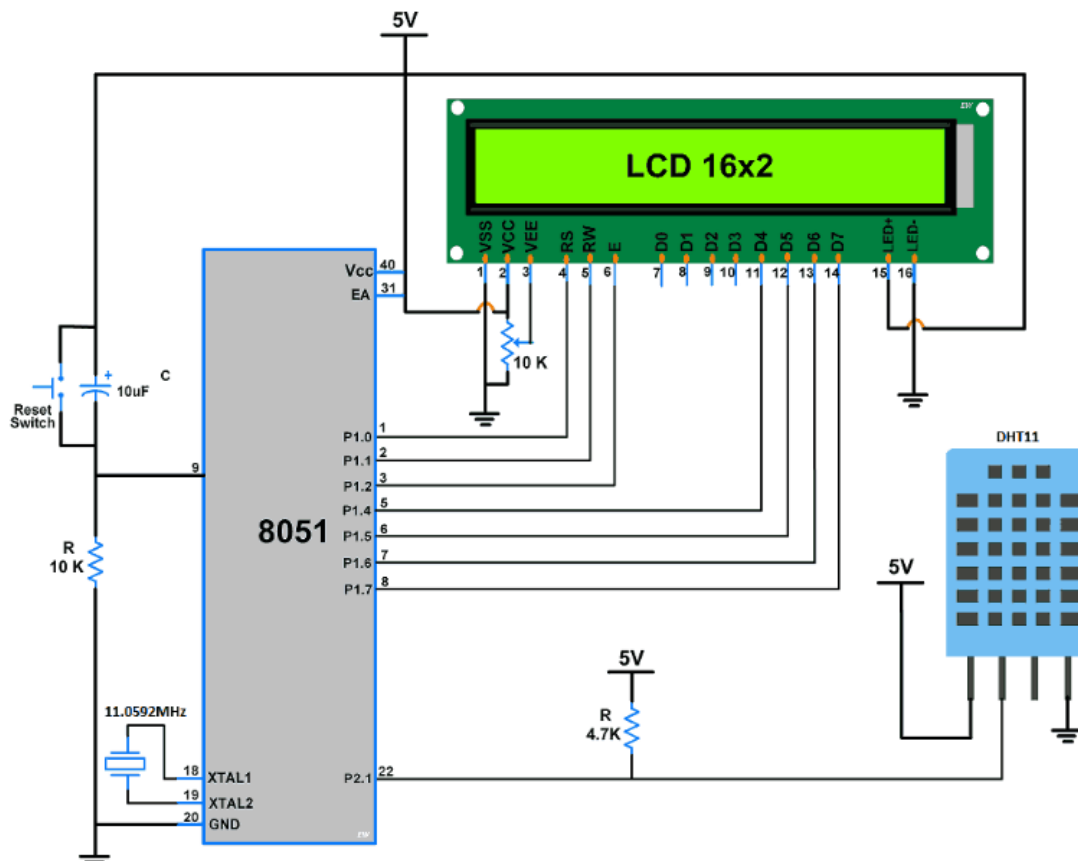 5V
EW
LCD 16x2
VSS
VCC
VEE
RS
RW
E
D0
D1
D2
D3
D4
D5
D6
D7
LED+
LED-
1
2
3
4
5
6
7
8
9
10
11
12
13
14
15
16
Vcc
40
EA
31
10 K
+
C
10uF
Reset
Switch
9
R
10 K
8051
P1.0
1
P1.1
2
P1.2
3
P1.4
5
P1.5
6
P1.6
7
P1.7
8
DHT11
5V
5V
R
4.7K
11.0592MHz
18
XTAL1
19
XTAL2
20
GND
P2.1
22
EW